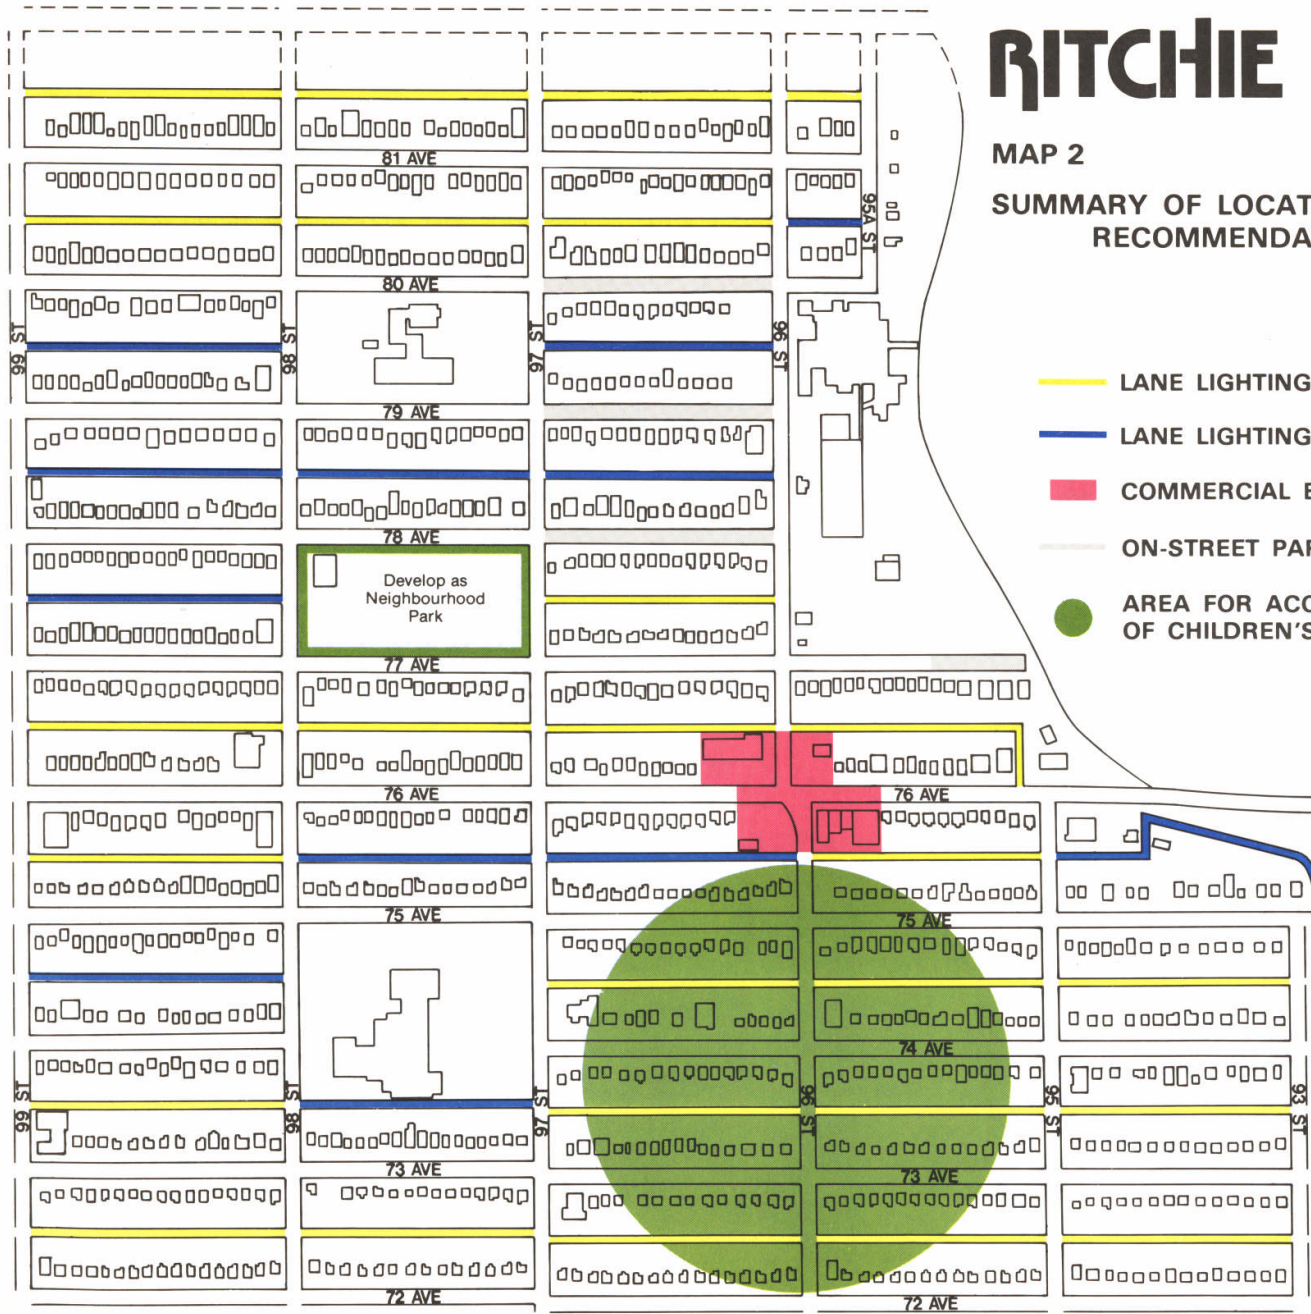 RITCHIE
MAP 2
SUMMARY OF LOCAT
RECOMMENDA
LANE LIGHTING
LANE LIGHTING
COMMERCIAL
ON-STREET PAR
AREA FOR ACC
OF CHILDREN'S
81 AVE
95A ST
80 AVE
99 ST
98 ST
97 ST
96 ST
79 AVE
78 AVE
Develop as
Neighbourhood
Park
77 AVE
76 AVE
76 AVE
75 AVE
75 AVE
74 AVE
99 ST
98 ST
97 ST
96 ST
95 ST
93 ST
73 AVE
73 AVE
72 AVE
72 AVE